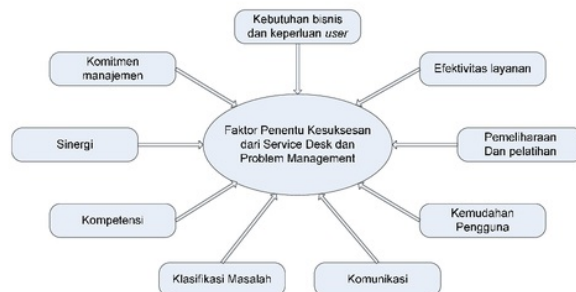 Kebutuhan bisnis
dan keperluan user
Komitmen
manajemen
Efektivitas layanan
Sinergi
Faktor Penentu Kesuksesan
dari Service Desk dan
Problem Management
Pemeliharaan
Dan pelatihan
Kompetensi
Kemudahan
Pengguna
Klasifikasi Masalah
Komunikasi